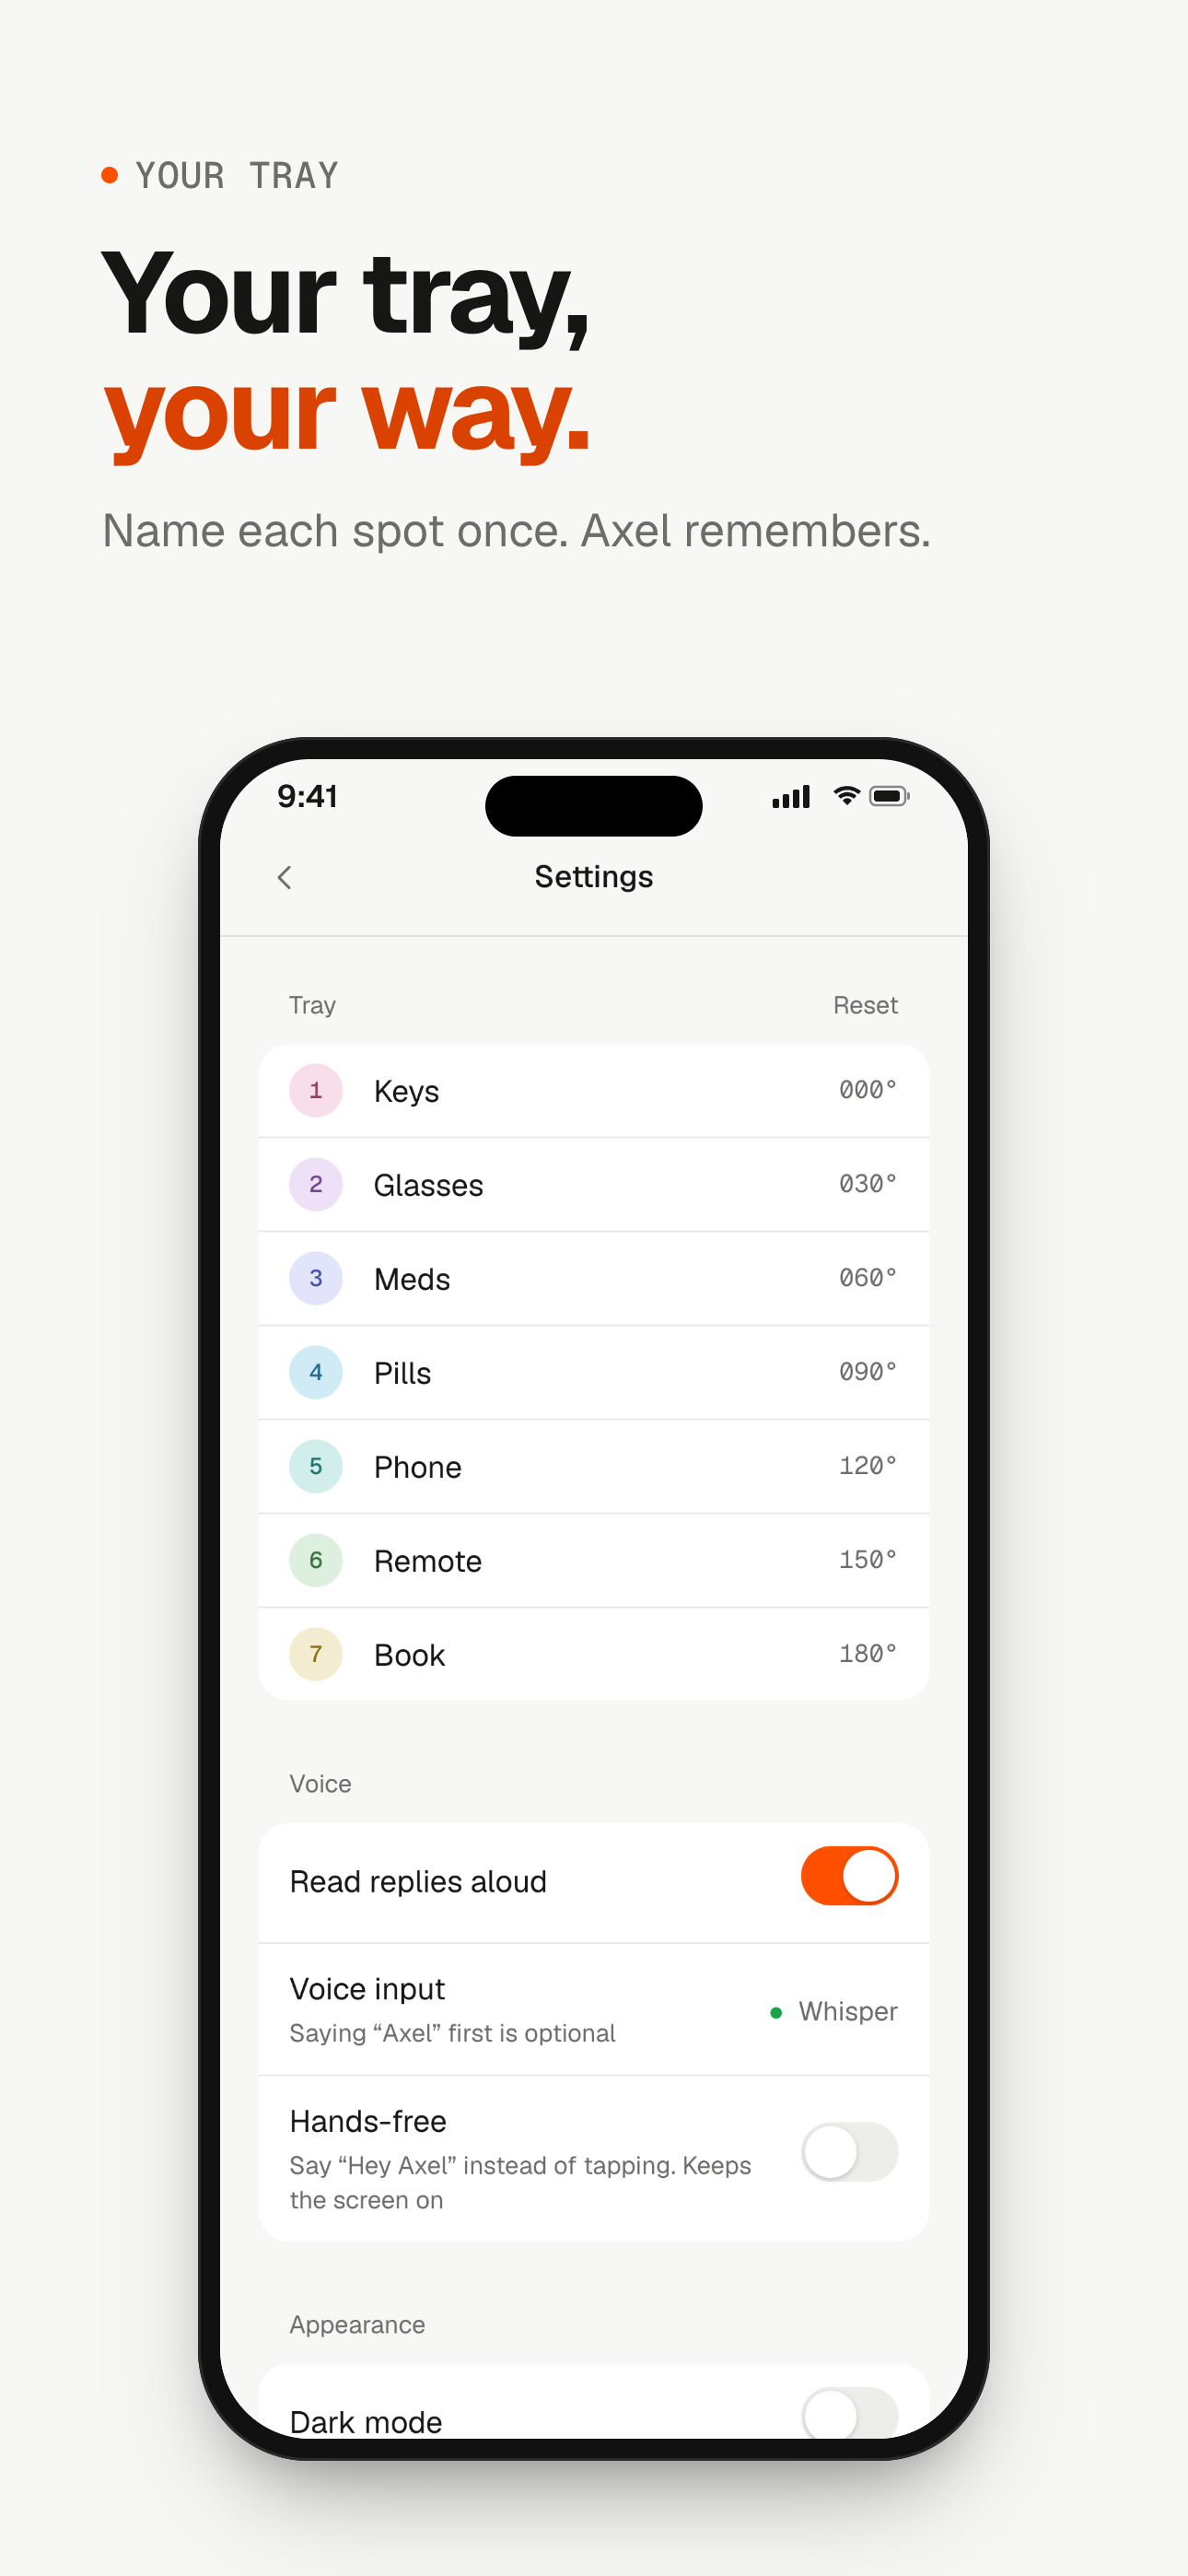 YOUR TRAY
Your tray,
your way.
Name each spot once. Axel remembers.
9:41
Settings
Tray Reset
1 Keys 000°
2 Glasses 030°
3 Meds 060°
4 Pills 090°
5 Phone 120°
6 Remote 150°
7 Book 180°
Voice
Read replies aloud
Voice input
Saying “Axel” first is optional
Whisper
Hands-free
Say “Hey Axel” instead of tapping. Keeps
the screen on
Appearance
Dark mode